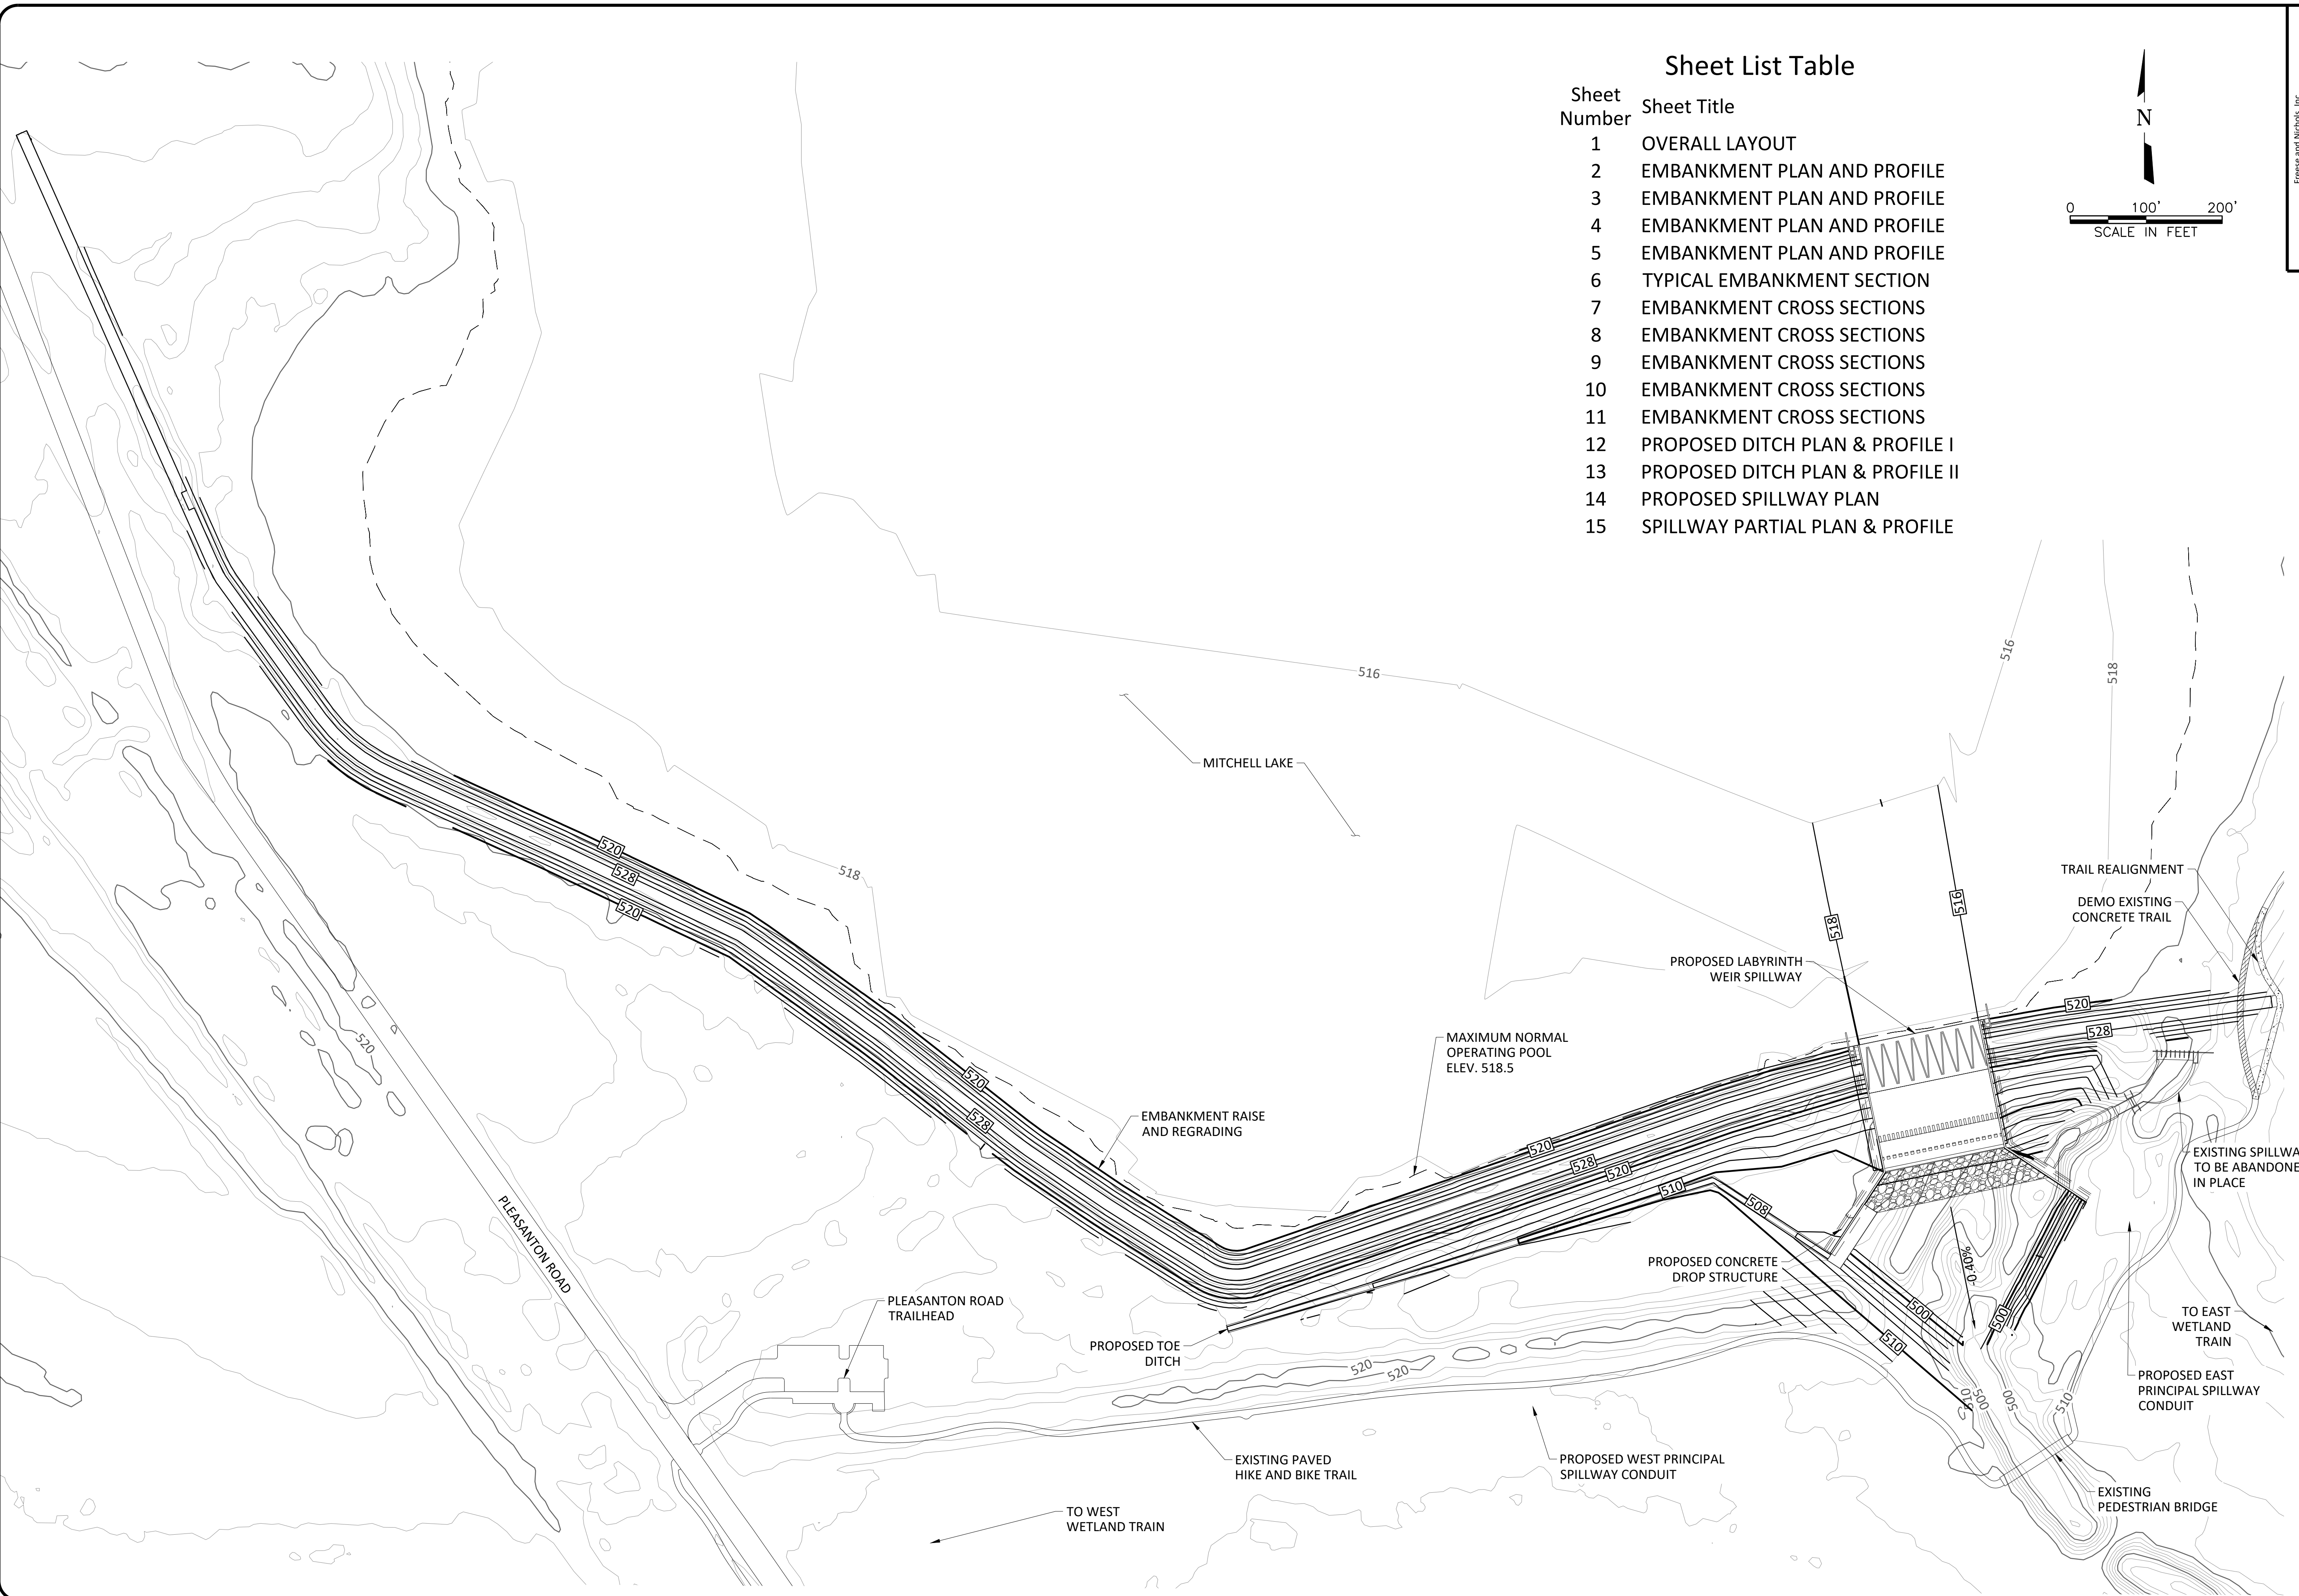 Sheet List Table
Sheet Number Sheet Title
1 OVERALL LAYOUT
2 EMBANKMENT PLAN AND PROFILE
3 EMBANKMENT PLAN AND PROFILE
4 EMBANKMENT PLAN AND PROFILE
5 EMBANKMENT PLAN AND PROFILE
6 TYPICAL EMBANKMENT SECTION
7 EMBANKMENT CROSS SECTIONS
8 EMBANKMENT CROSS SECTIONS
9 EMBANKMENT CROSS SECTIONS
10 EMBANKMENT CROSS SECTIONS
11 EMBANKMENT CROSS SECTIONS
12 PROPOSED DITCH PLAN & PROFILE I
13 PROPOSED DITCH PLAN & PROFILE II
14 PROPOSED SPILLWAY PLAN
15 SPILLWAY PARTIAL PLAN & PROFILE
N
0 100' 200'
SCALE IN FEET
Freese and Nichols, Inc.
516
516
518
MITCHELL LAKE
520
528
520
518
TRAIL REALIGNMENT
DEMO EXISTING
CONCRETE TRAIL
518
516
PROPOSED LABYRINTH
WEIR SPILLWAY
520
528
520
MAXIMUM NORMAL
OPERATING POOL
ELEV. 518.5
520
528
EMBANKMENT RAISE
AND REGRADING
520
528
520
510
508
EXISTING SPILLWA
TO BE ABANDONE
IN PLACE
PLEASANTON ROAD
PROPOSED CONCRETE
DROP STRUCTURE
-0.40%
500
500
510
PLEASANTON ROAD
TRAILHEAD
PROPOSED TOE
DITCH
520
520
TO EAST
WETLAND
TRAIN
PROPOSED EAST
PRINCIPAL SPILLWAY
CONDUIT
510
500
500
510
EXISTING PAVED
HIKE AND BIKE TRAIL
PROPOSED WEST PRINCIPAL
SPILLWAY CONDUIT
EXISTING
PEDESTRIAN BRIDGE
TO WEST
WETLAND TRAIN